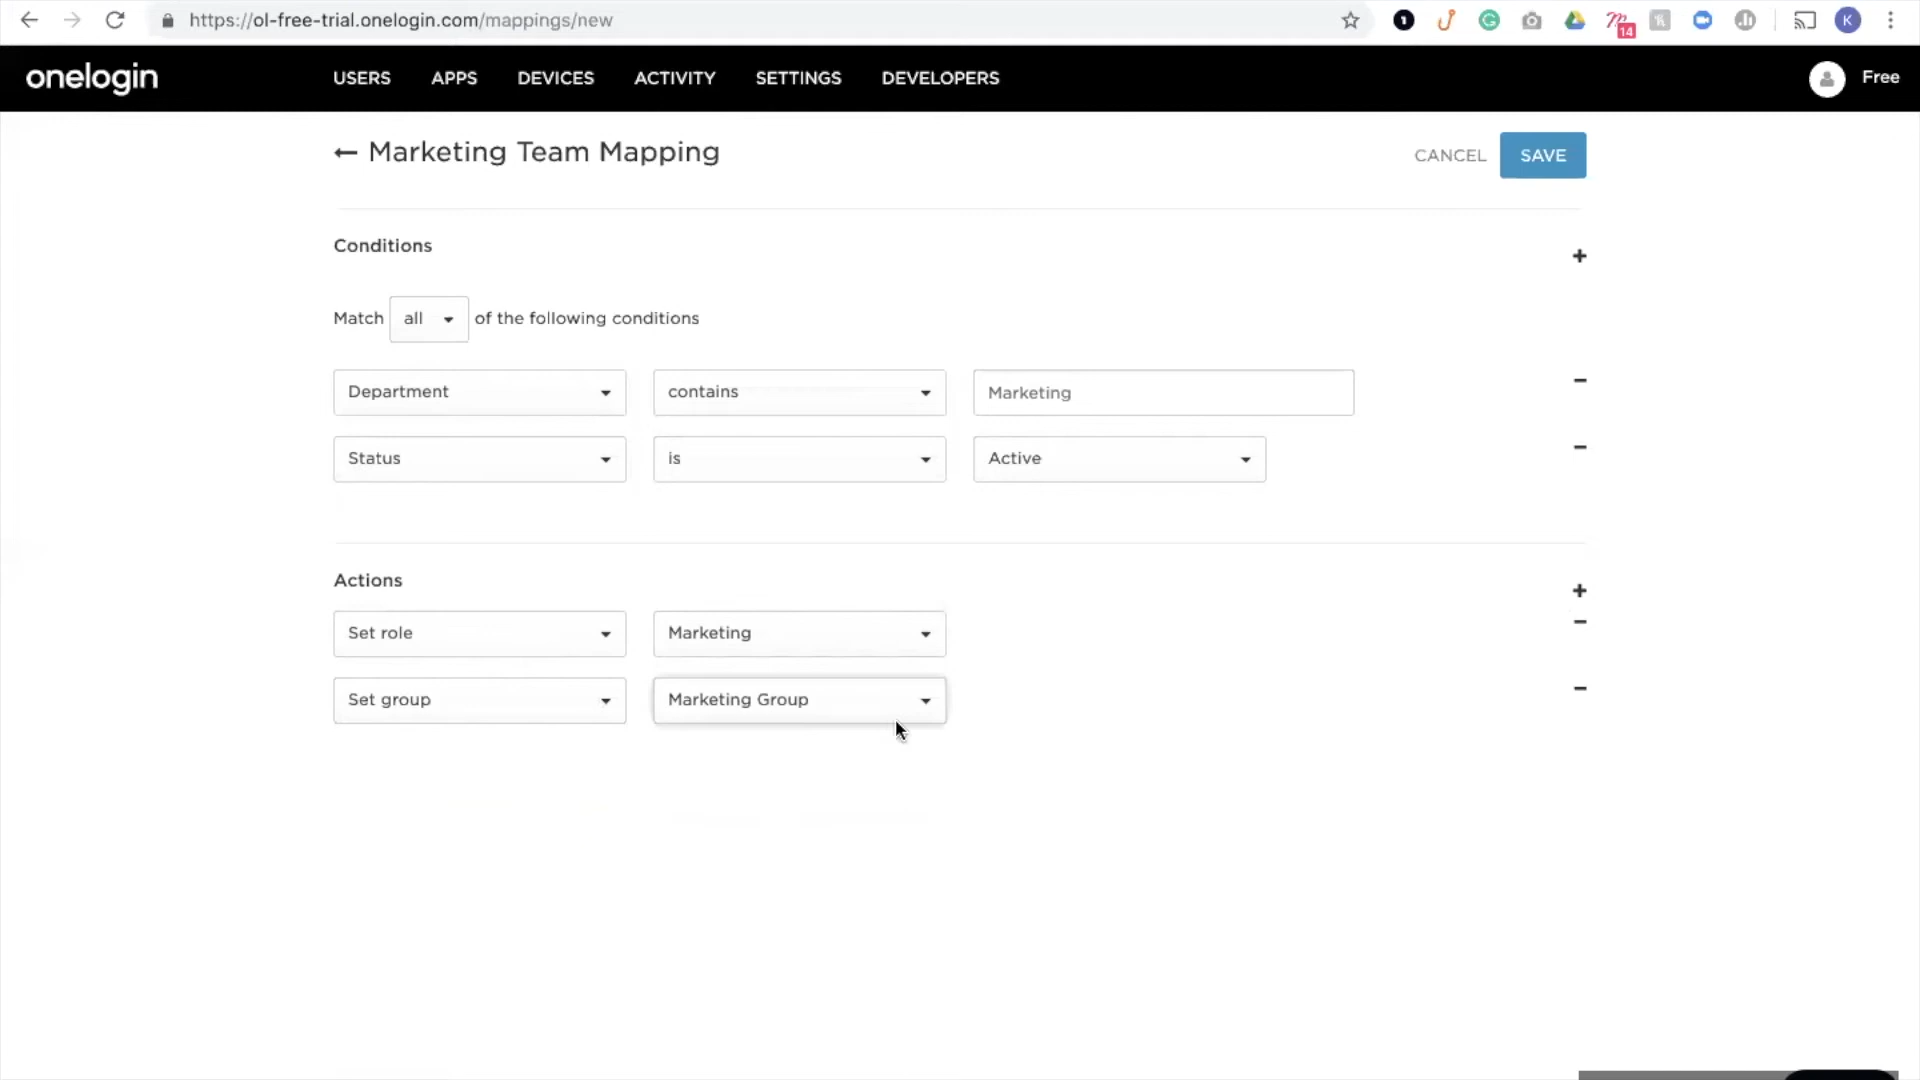 https://ol-free-trial.onelogin.com/mappings/new
14
K
onelogin
USERS APPS DEVICES ACTIVITY SETTINGS DEVELOPERS
Free
← Marketing Team Mapping
CANCEL SAVE
Conditions
+
Match all of the following conditions
Department contains Marketing
Status is Active
Actions
+
Set role Marketing
Set group Marketing Group